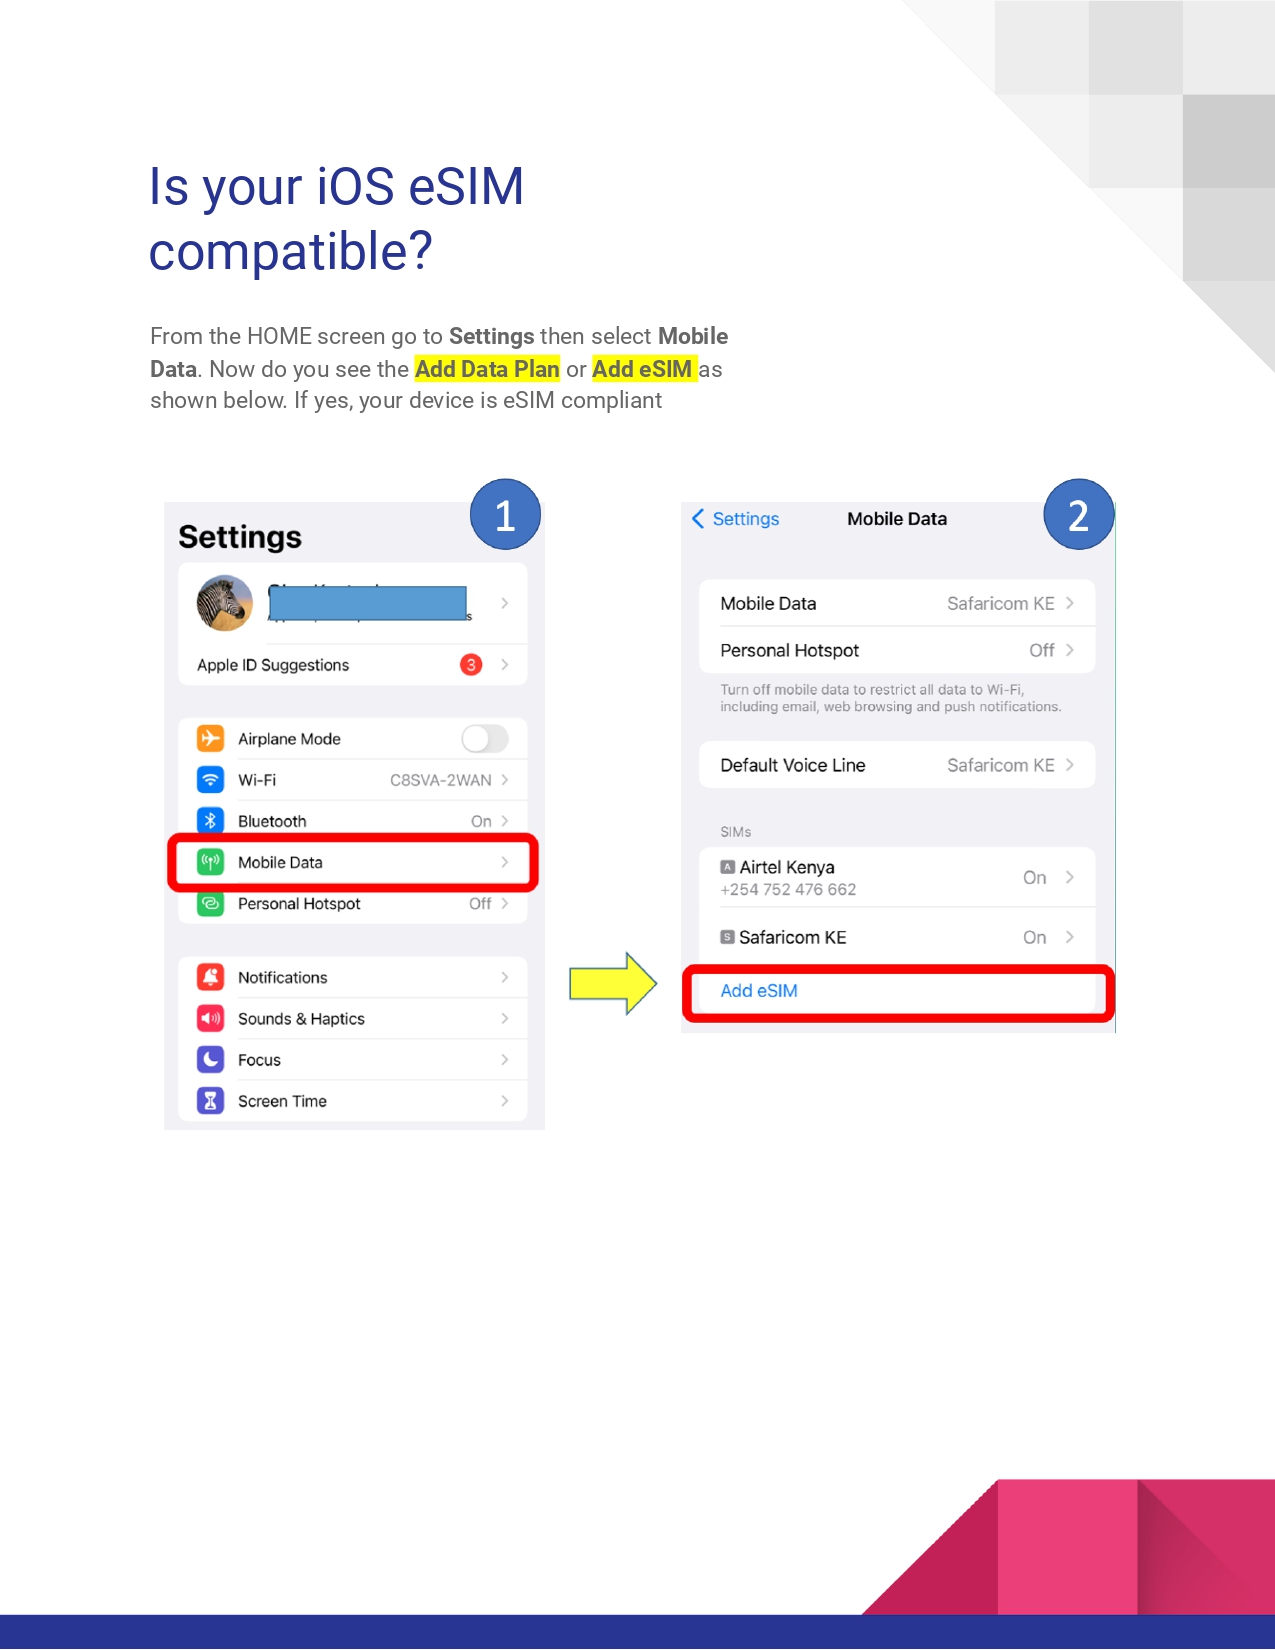 Is your iOS eSIM
compatible?
From the HOME screen go to Settings then select Mobile
Data. Now do you see the Add Data Plan or Add eSIM as
shown below. If yes, your device is eSIM compliant
1
Settings
Apple ID Suggestions 3
Airplane Mode
Wi-Fi C8SVA-2WAN
Bluetooth On
Mobile Data
Personal Hotspot Off
Notifications
Sounds & Haptics
Focus
Screen Time
2
Settings Mobile Data
Mobile Data Safaricom KE
Personal Hotspot Off
Turn off mobile data to restrict all data to Wi-Fi,
including email, web browsing and push notifications.
Default Voice Line Safaricom KE
SIMs
A Airtel Kenya On
+254 752 476 662
S Safaricom KE On
Add eSIM